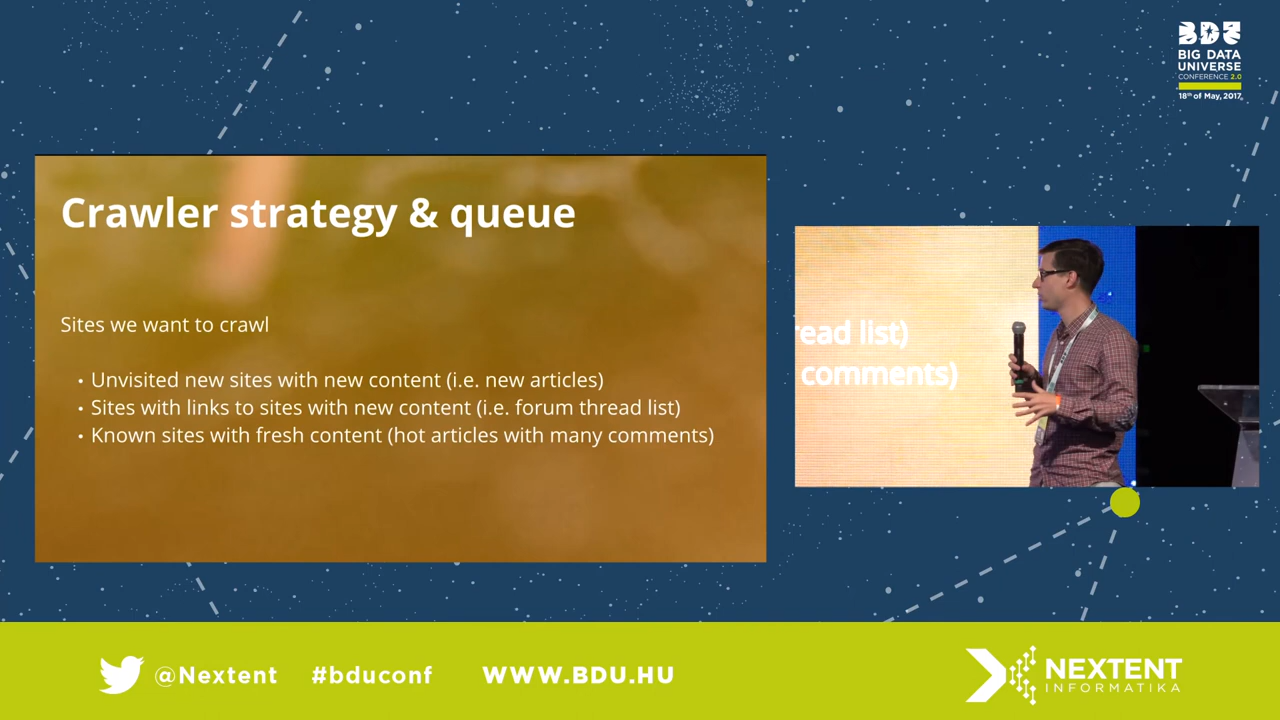 BDU
BIG DATA
UNIVERSE
CONFERENCE 2.0
18th of May, 2017
Crawler strategy & queue
Sites we want to crawl
• Unvisited new sites with new content (i.e. new articles)
• Sites with links to sites with new content (i.e. forum thread list)
• Known sites with fresh content (hot articles with many comments)
read list)
comments)
@Nextent #bduconf WWW.BDU.HU
NEXTENT
INFORMATIKA